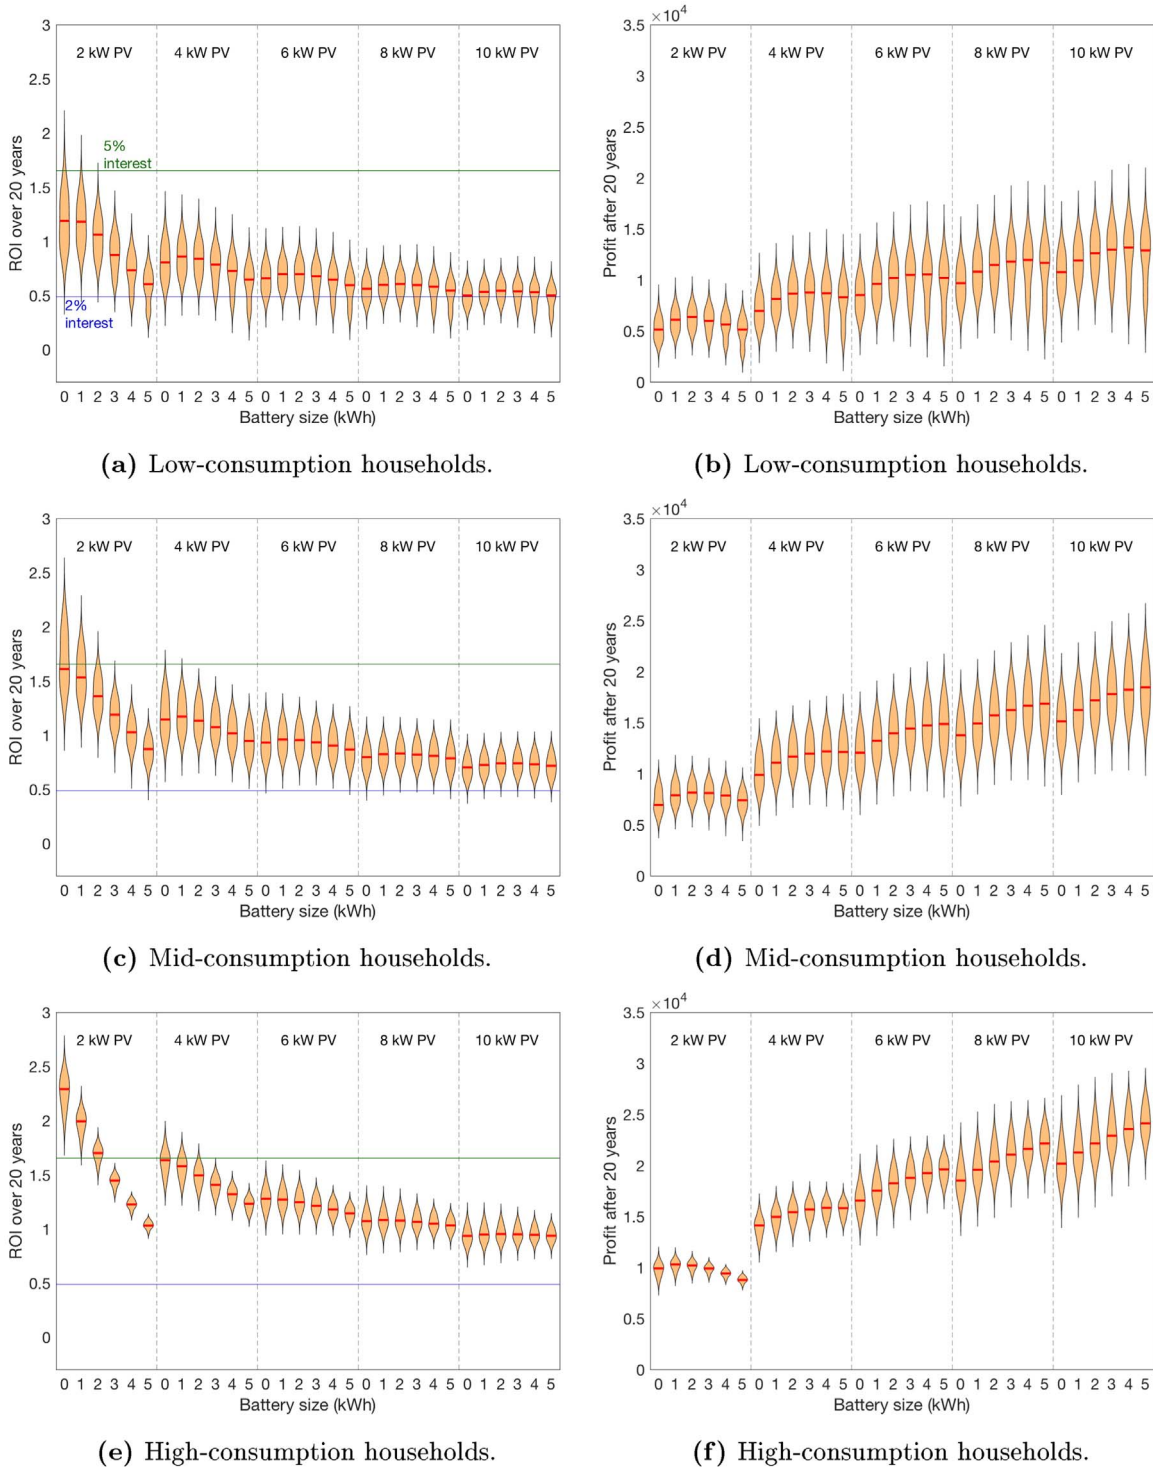 3
2 kW PV 4 kW PV 6 kW PV 8 kW PV 10 kW PV
2.5
2
5%
interest
1.5
1
0.5
2%
interest
0
ROI over 20 years
0 1 2 3 4 5 0 1 2 3 4 5 0 1 2 3 4 5 0 1 2 3 4 5 0 1 2 3 4 5
Battery size (kWh)
(a) Low-consumption households.
×10⁴
3.5
2 kW PV 4 kW PV 6 kW PV 8 kW PV 10 kW PV
3
2.5
2
1.5
1
0.5
0
Profit after 20 years
0 1 2 3 4 5 0 1 2 3 4 5 0 1 2 3 4 5 0 1 2 3 4 5 0 1 2 3 4 5
Battery size (kWh)
(b) Low-consumption households.
3
2 kW PV 4 kW PV 6 kW PV 8 kW PV 10 kW PV
2.5
2
1.5
1
0.5
0
ROI over 20 years
0 1 2 3 4 5 0 1 2 3 4 5 0 1 2 3 4 5 0 1 2 3 4 5 0 1 2 3 4 5
Battery size (kWh)
(c) Mid-consumption households.
×10⁴
3.5
2 kW PV 4 kW PV 6 kW PV 8 kW PV 10 kW PV
3
2.5
2
1.5
1
0.5
0
Profit after 20 years
0 1 2 3 4 5 0 1 2 3 4 5 0 1 2 3 4 5 0 1 2 3 4 5 0 1 2 3 4 5
Battery size (kWh)
(d) Mid-consumption households.
3
2 kW PV 4 kW PV 6 kW PV 8 kW PV 10 kW PV
2.5
2
1.5
1
0.5
0
ROI over 20 years
0 1 2 3 4 5 0 1 2 3 4 5 0 1 2 3 4 5 0 1 2 3 4 5 0 1 2 3 4 5
Battery size (kWh)
(e) High-consumption households.
×10⁴
3.5
2 kW PV 4 kW PV 6 kW PV 8 kW PV 10 kW PV
3
2.5
2
1.5
1
0.5
0
Profit after 20 years
0 1 2 3 4 5 0 1 2 3 4 5 0 1 2 3 4 5 0 1 2 3 4 5 0 1 2 3 4 5
Battery size (kWh)
(f) High-consumption households.